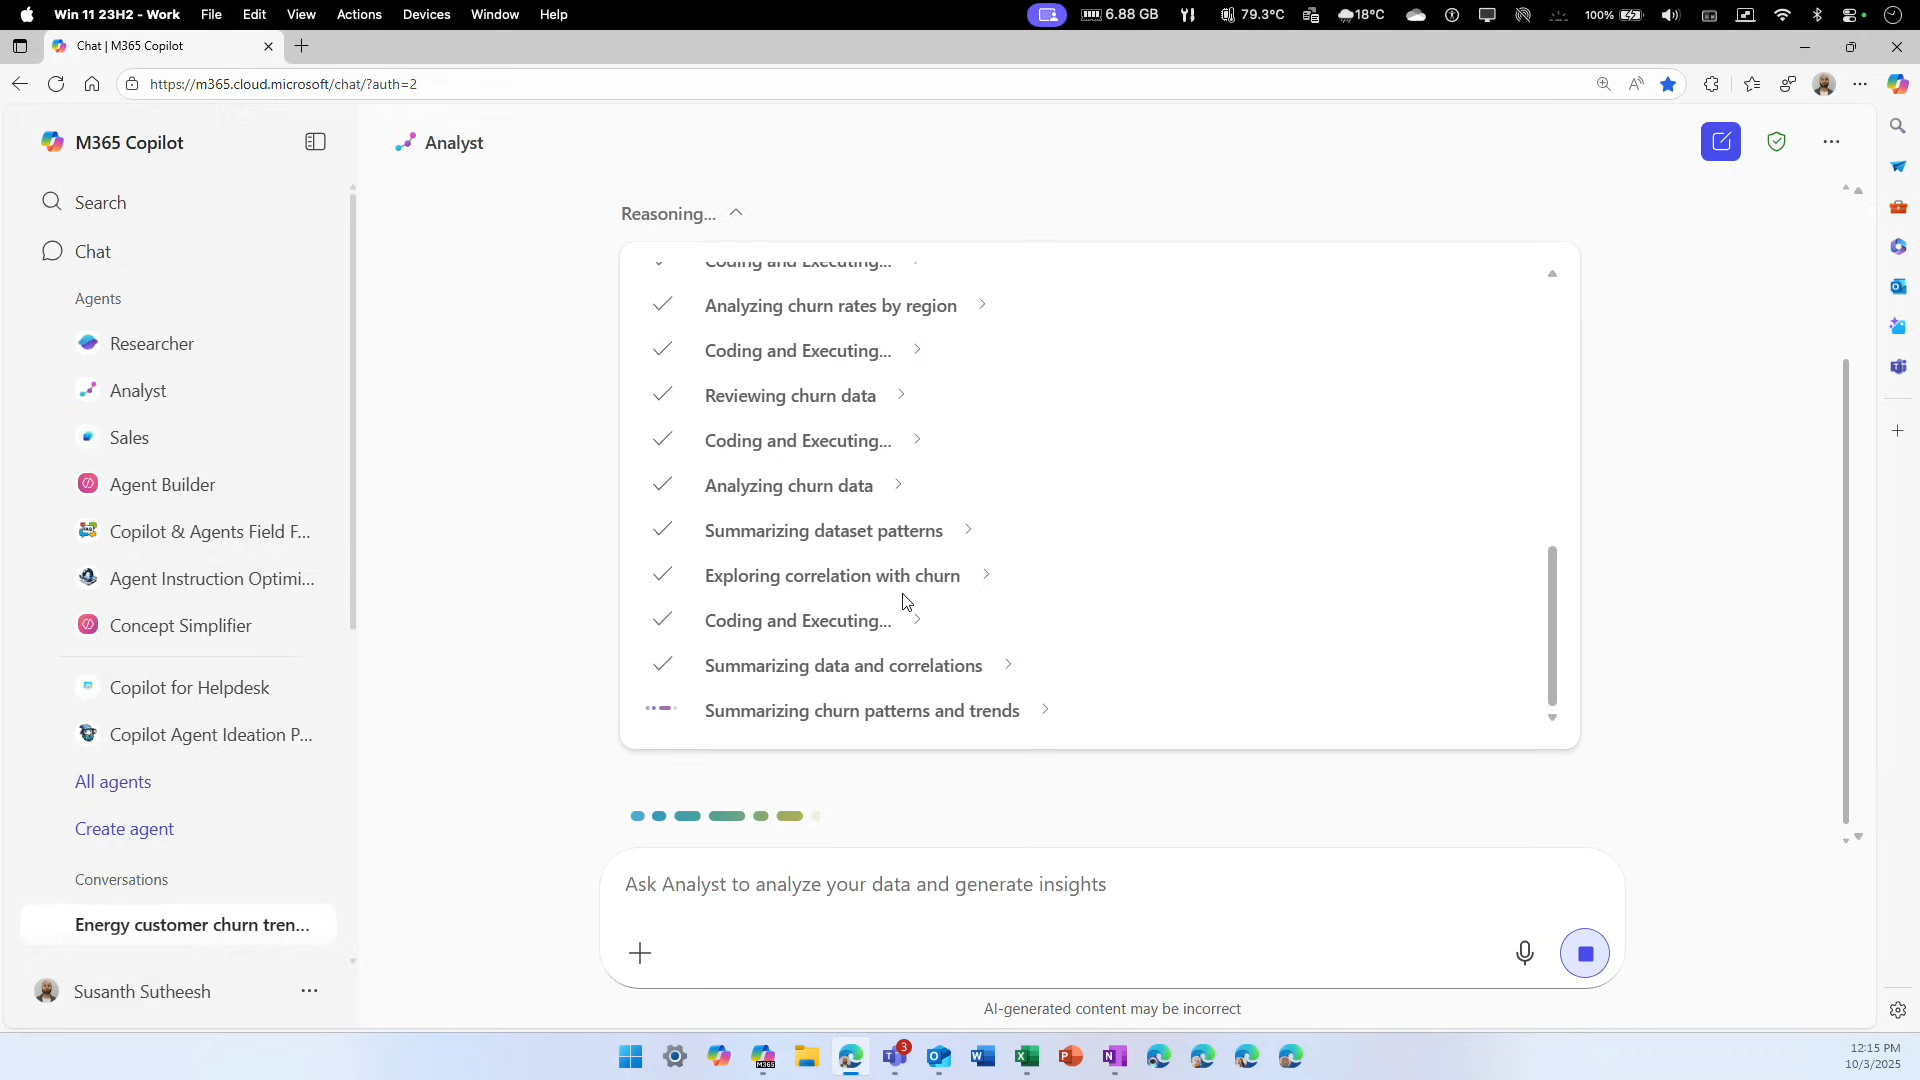 Win 11 23H2 - Work File Edit View Actions Devices Window Help 6.88 GB 79.3°C 18°C 100%
Chat | M365 Copilot
https://m365.cloud.microsoft/chat/?auth=2
M365 Copilot
Analyst
Search
Chat
Agents
Researcher
Analyst
Sales
Agent Builder
Copilot & Agents Field F...
Agent Instruction Optimi...
Concept Simplifier
Copilot for Helpdesk
Copilot Agent Ideation P...
All agents
Create agent
Conversations
Energy customer churn tren...
Susanth Sutheesh
Reasoning...
Coding and Executing...
Analyzing churn rates by region
Coding and Executing...
Reviewing churn data
Coding and Executing...
Analyzing churn data
Summarizing dataset patterns
Exploring correlation with churn
Coding and Executing...
Summarizing data and correlations
Summarizing churn patterns and trends
Ask Analyst to analyze your data and generate insights
AI-generated content may be incorrect
M365
3
12:15 PM
10/3/2025